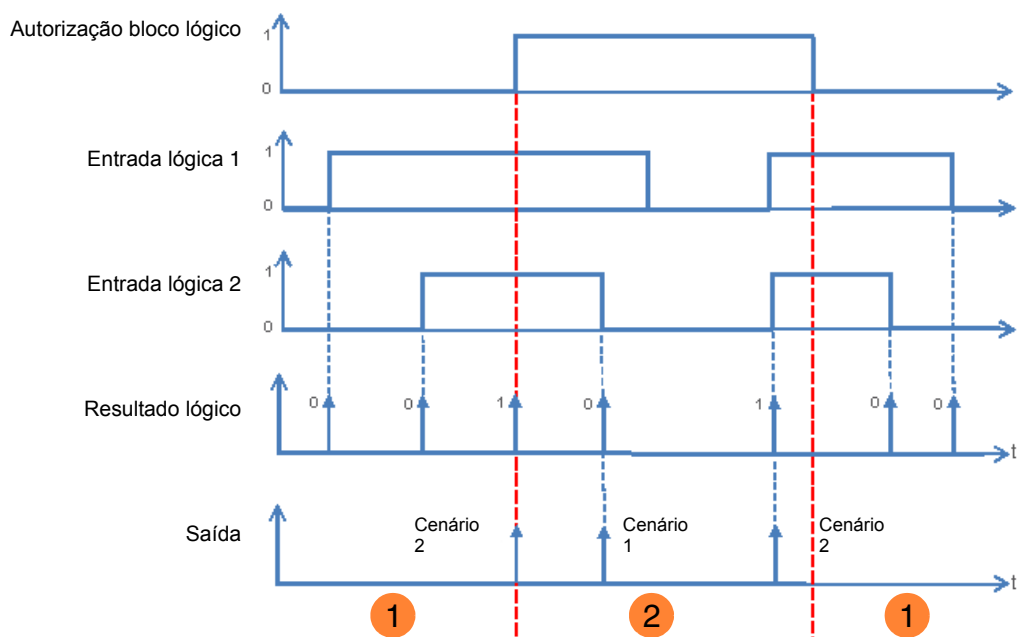 Autorização bloco lógico
1
0
Entrada lógica 1
1
0
Entrada lógica 2
1
0
Resultado lógico
0
0
1
0
1
0
0
t
Saída
Cenário
2
Cenário
1
Cenário
2
t
1
2
1